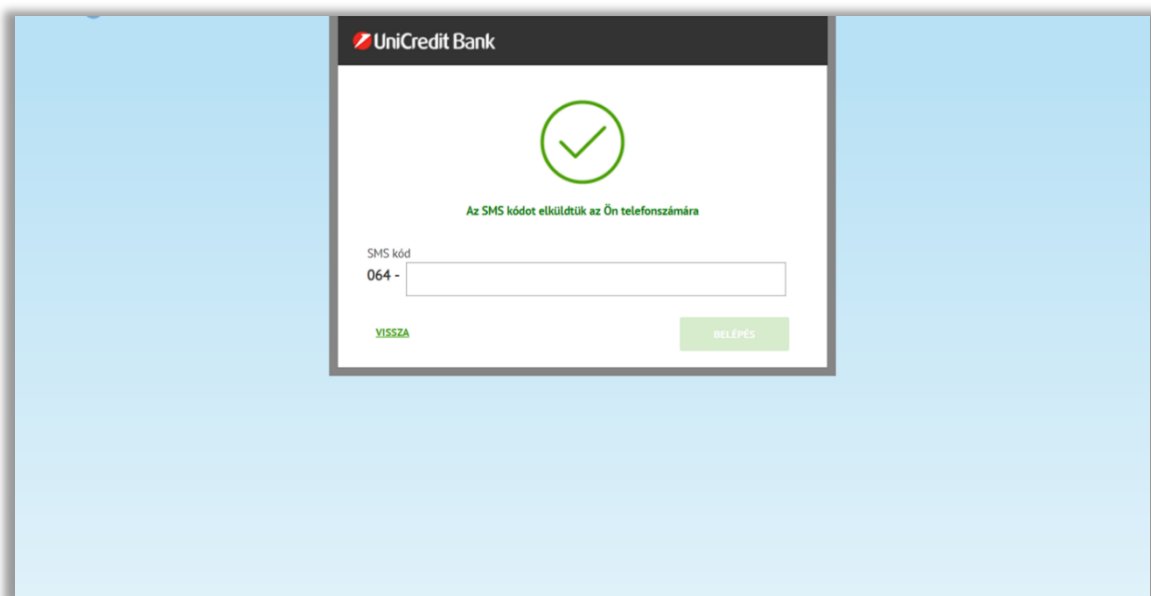 UniCredit Bank
Az SMS kódot elküldtük az Ön telefonszámára
SMS kód
064 -
VISSZA
BELÉPÉS